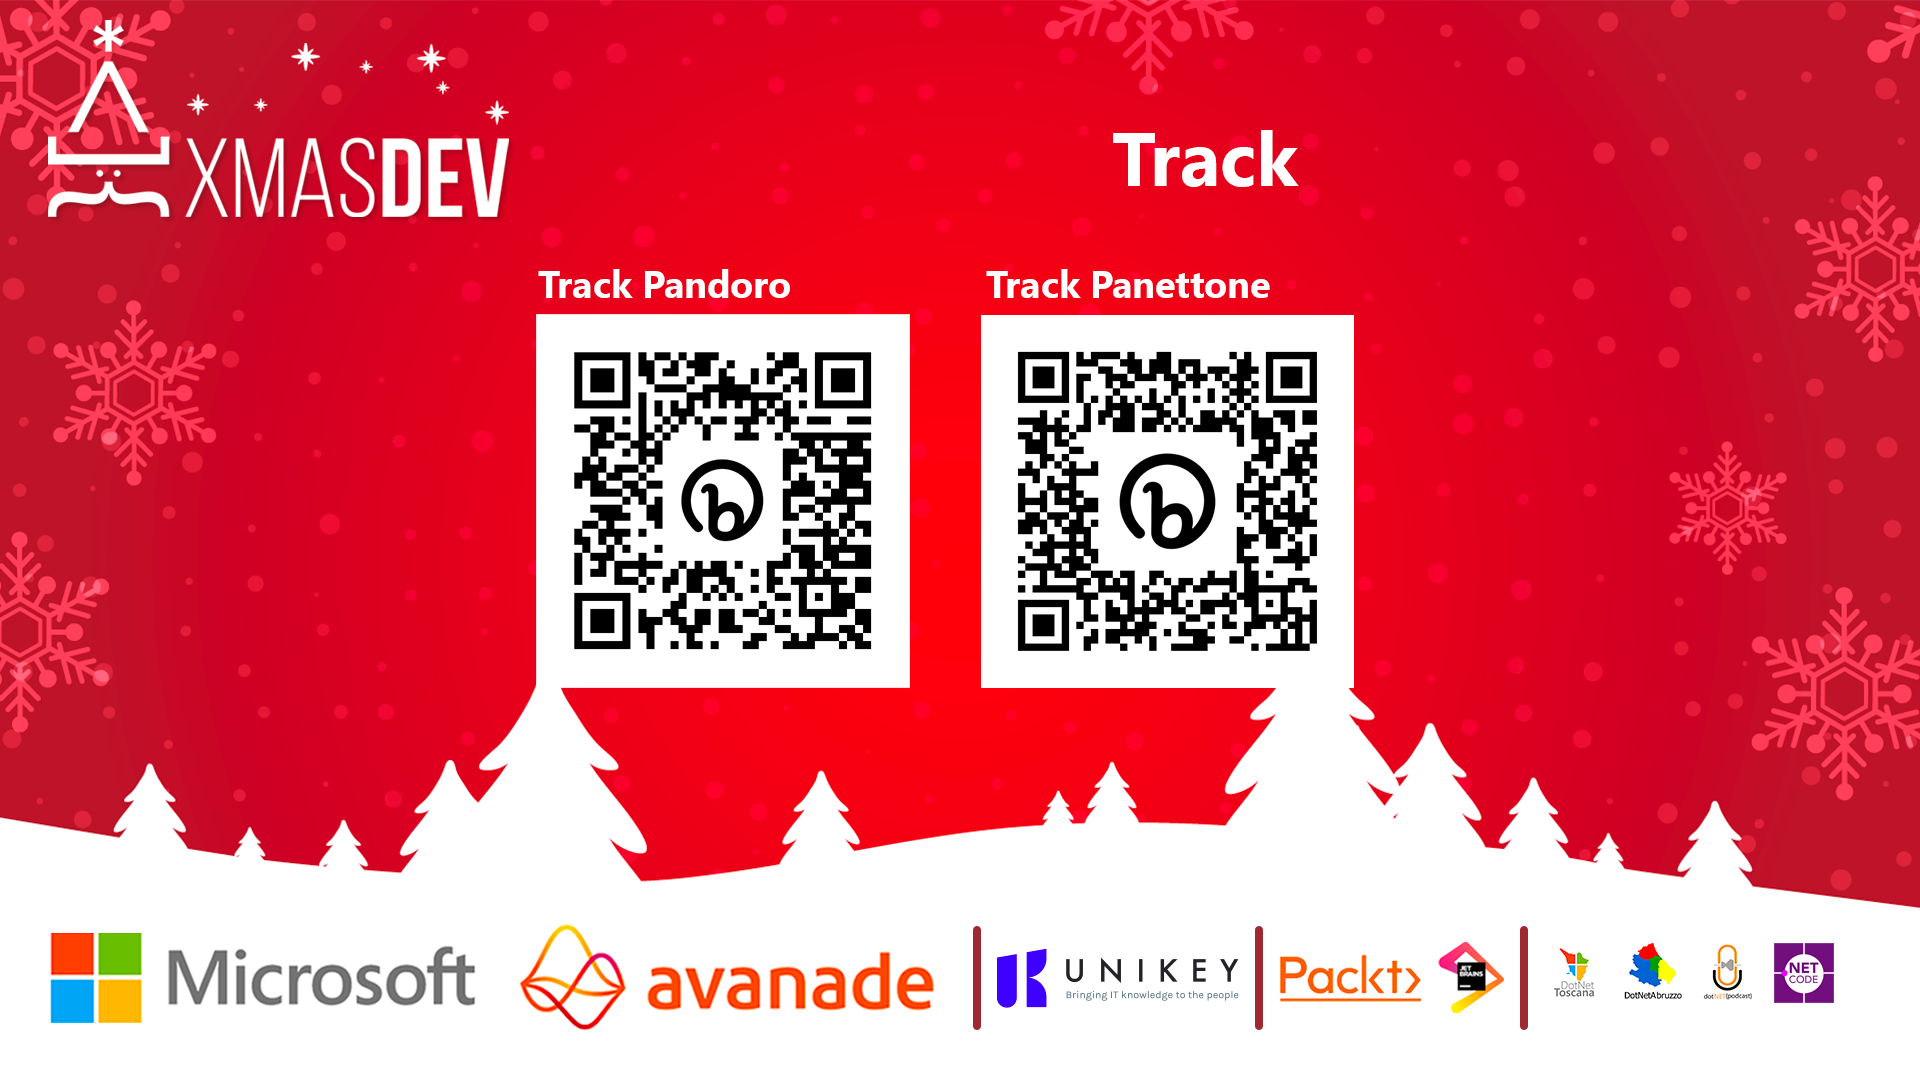 XMASDEV
Track
Track Pandoro
Track Panettone
Microsoft
avanade
UNIKEY
Bringing IT knowledge to the people
Packt>
JET
BRAINS
DotNet
Toscana
DotNetAbruzzo
dotNET{podcast}
.NET
CODE